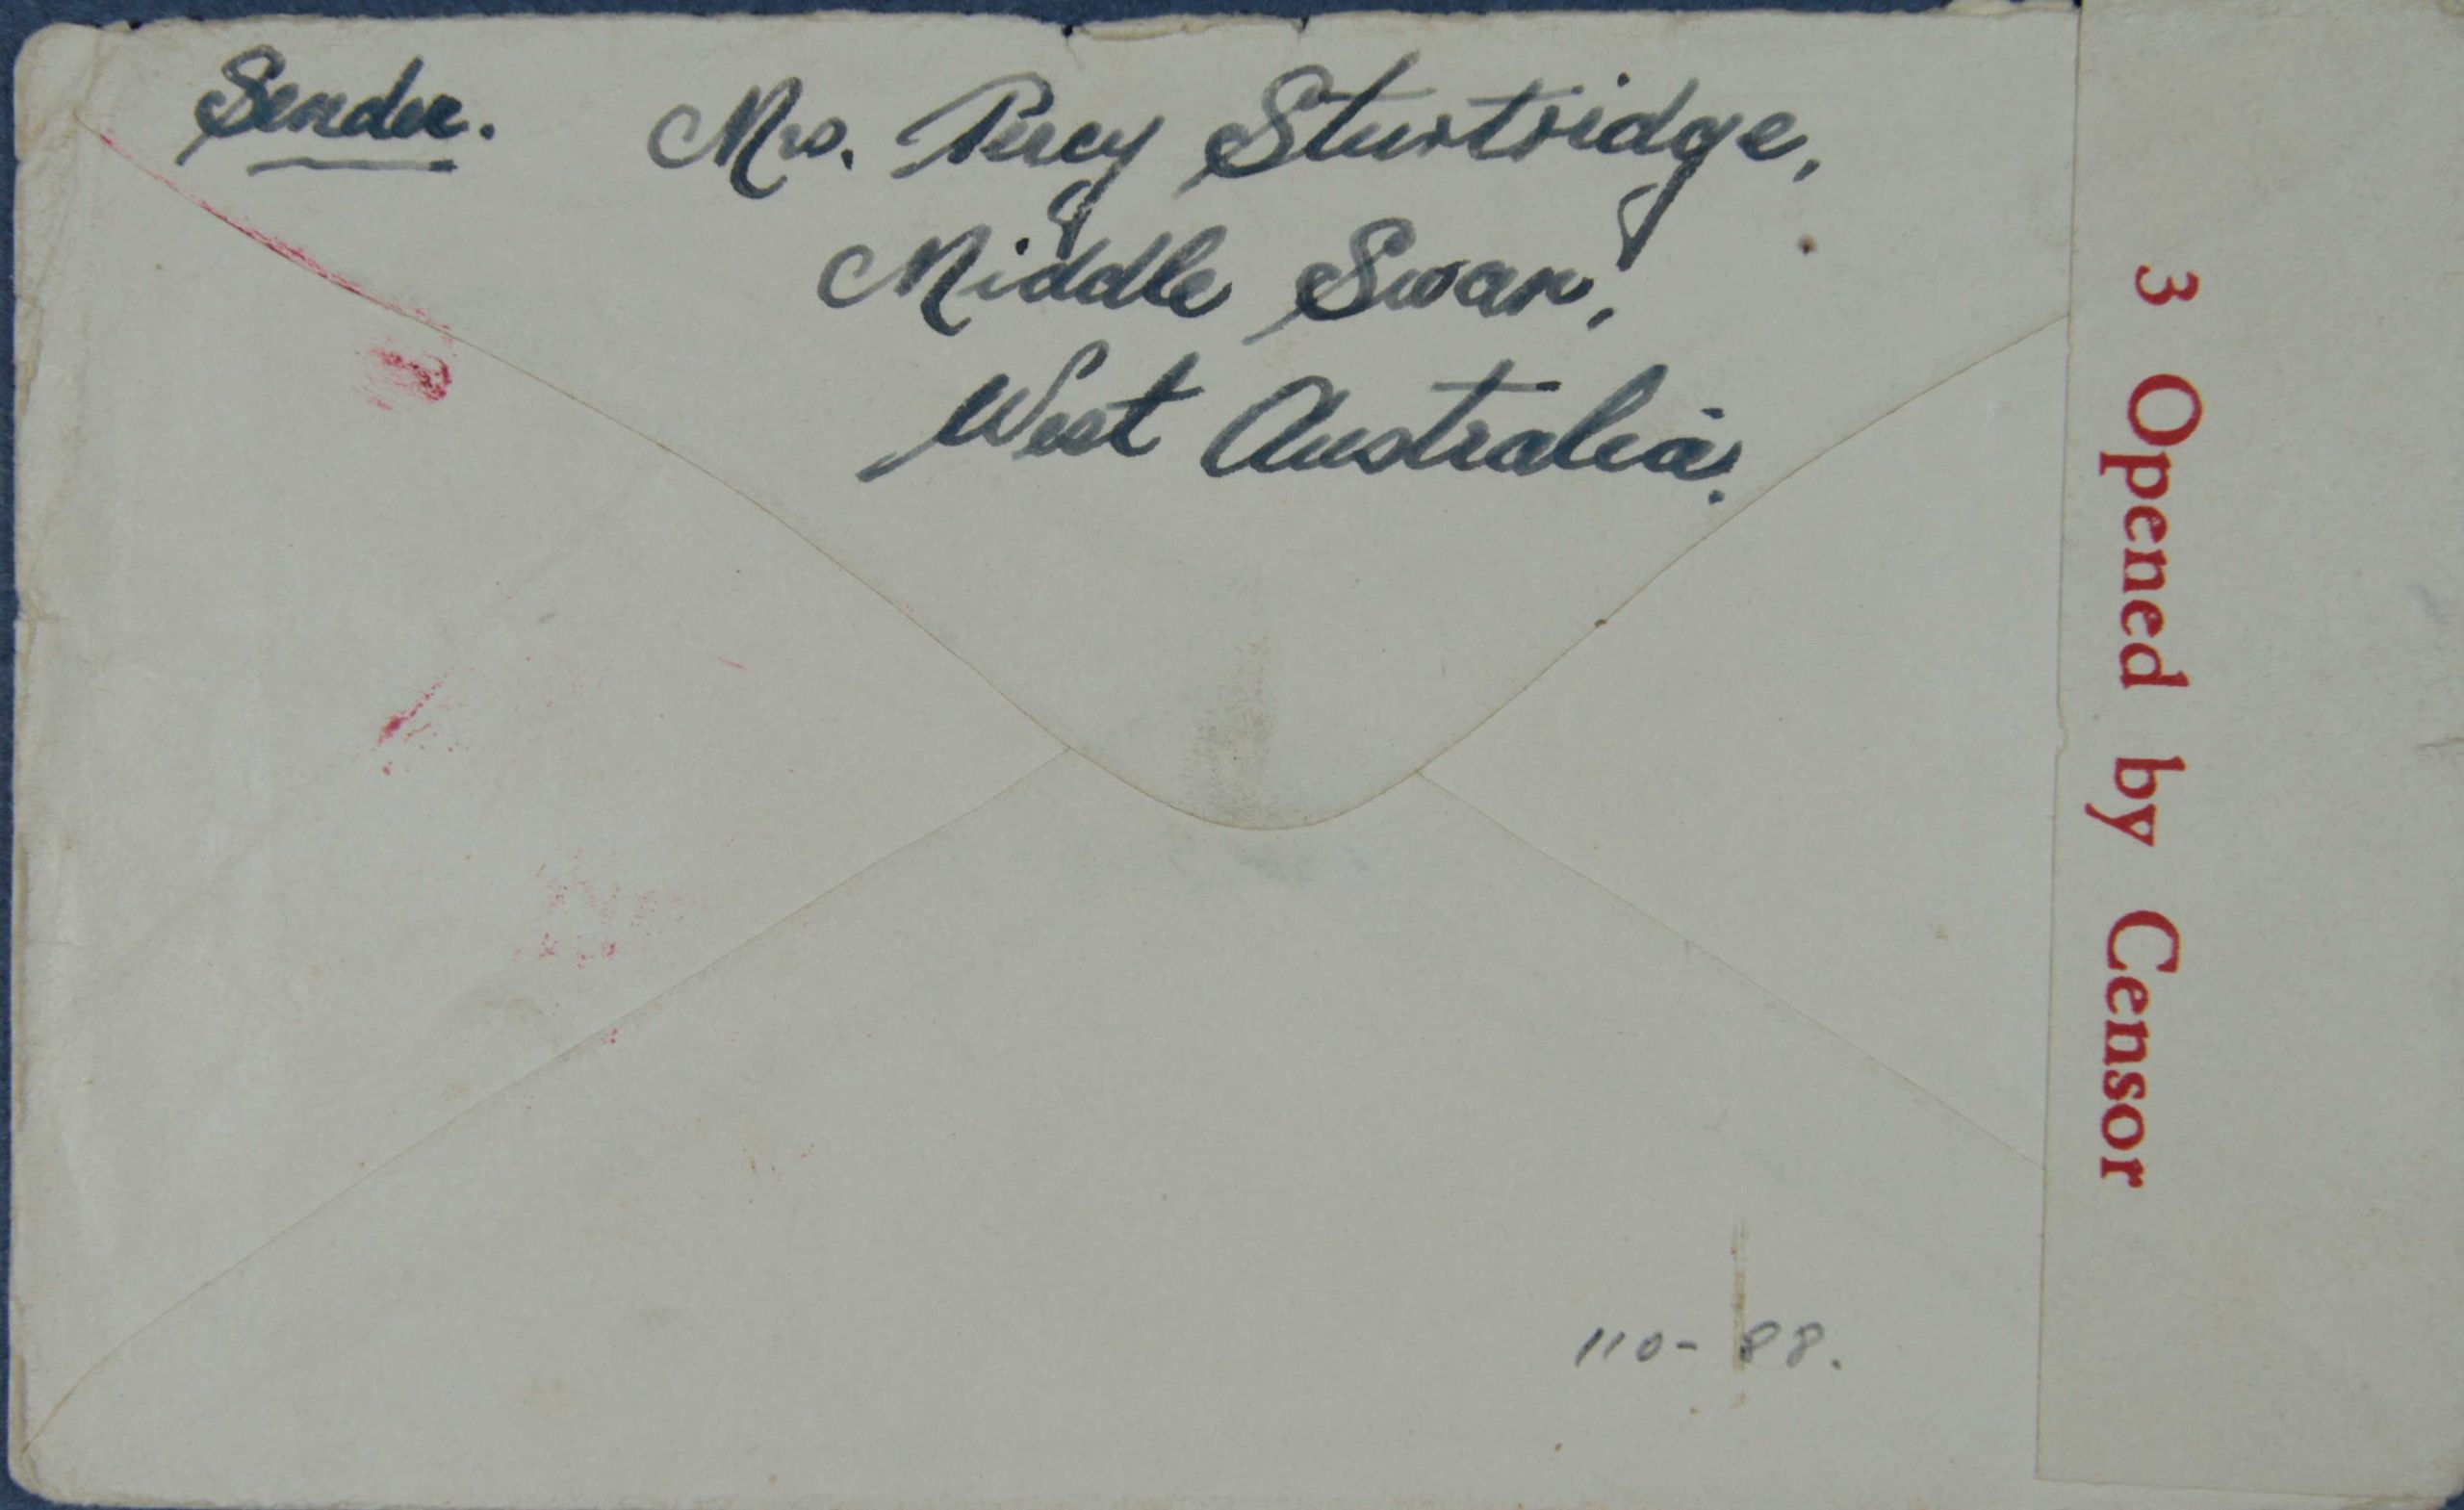 Sender. Mrs. Percy Sturtridge,
Middle Swan,
West Australia.
3 Opened by Censor
110-88.